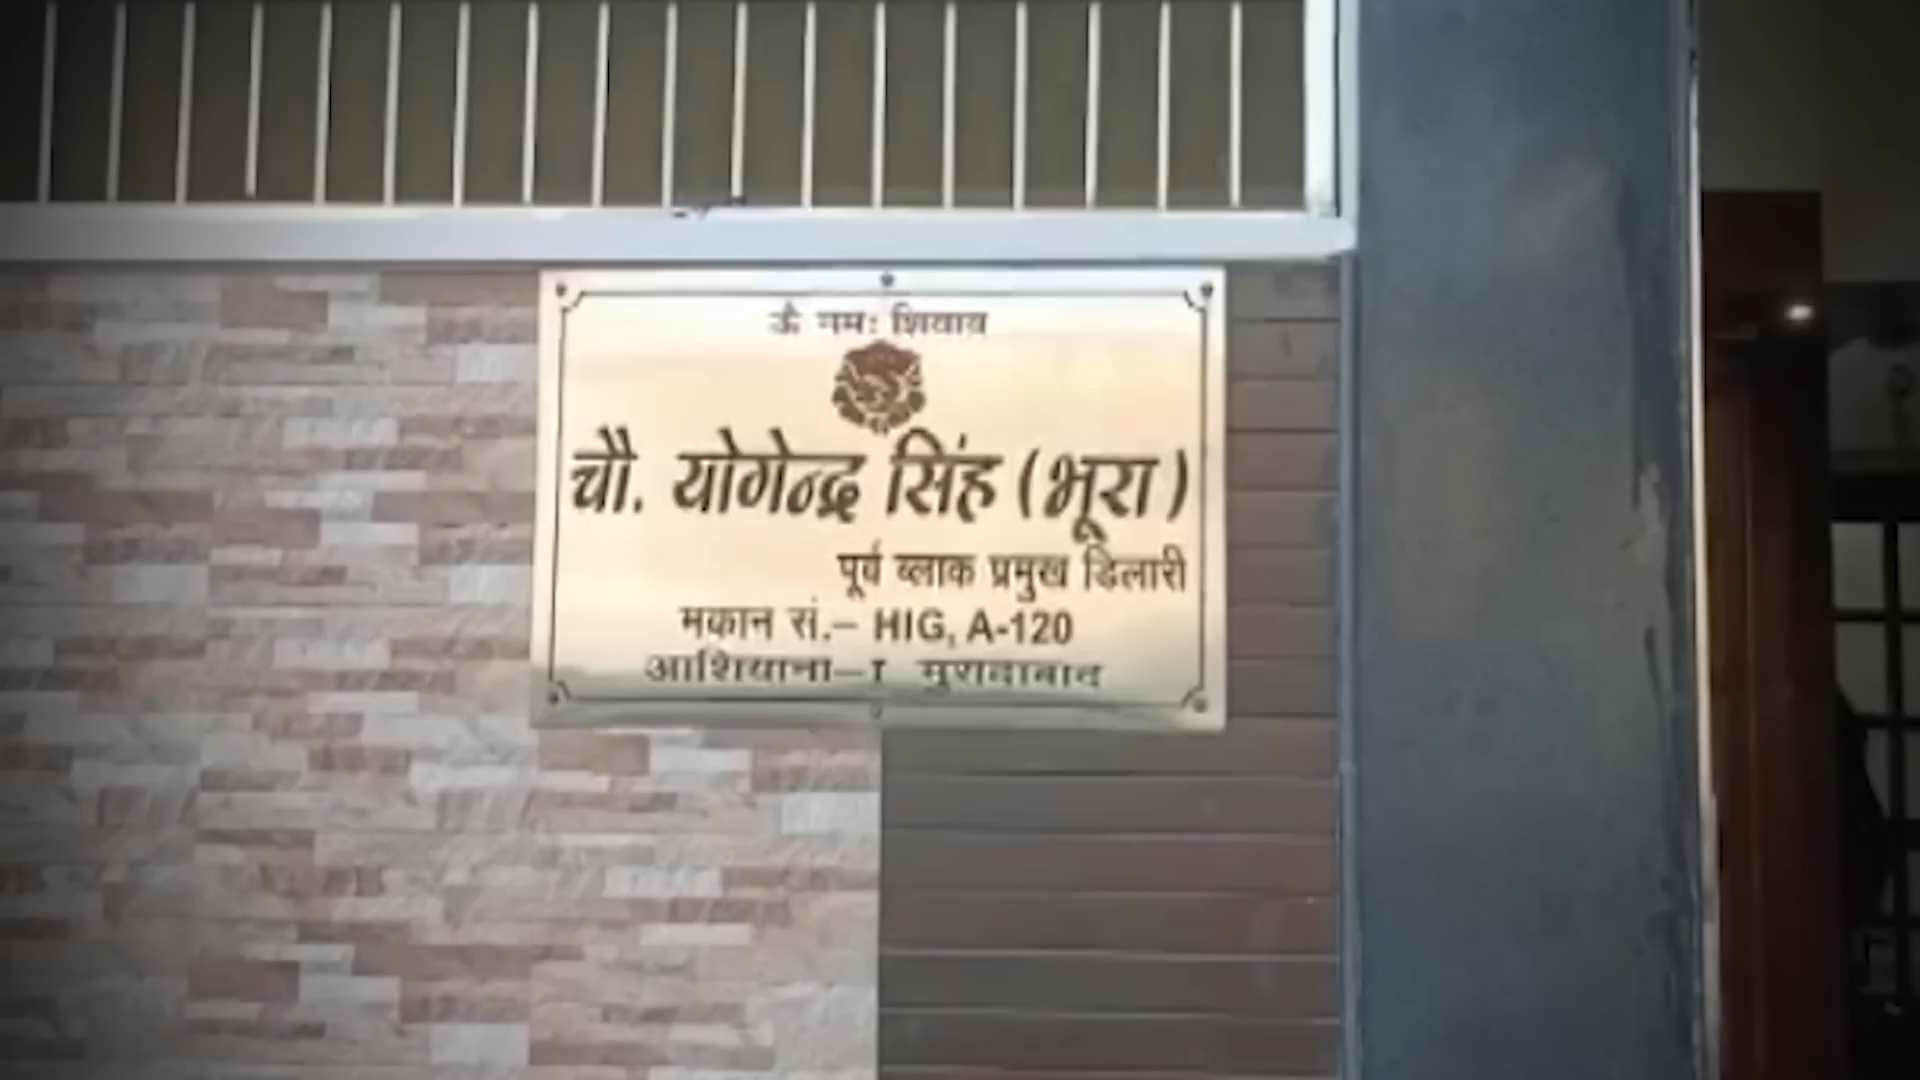 ऊँ नमः शिवाय
चौ. योगेन्द्र सिंह (भूरा)
पूर्व ब्लाक प्रमुख डिलारी
मकान सं.– HIG, A-120
आशियाना–I मुरादाबाद